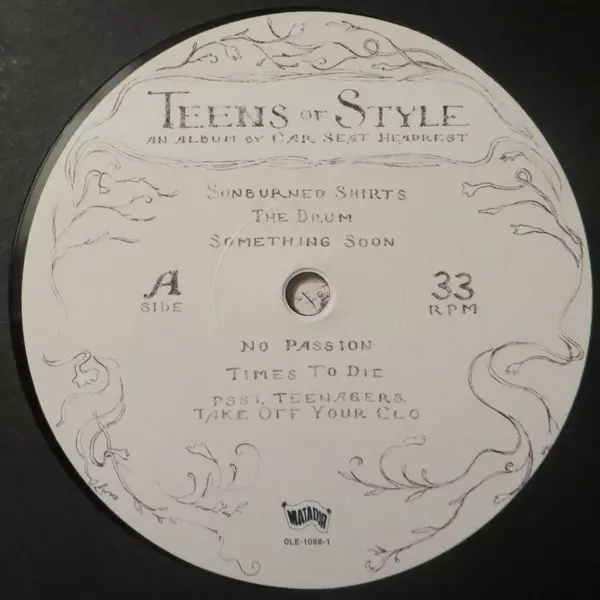 TEENS OF STYLE
AN ALBUM BY CAR SEAT HEADREST
SUNBURNED SHIRTS
THE DRUM
SOMETHING SOON
A
SIDE
33
RPM
NO PASSION
TIMES TO DIE
PSST, TEENAGERS,
TAKE OFF YOUR CLO
MATADOR
OLE-1088-1